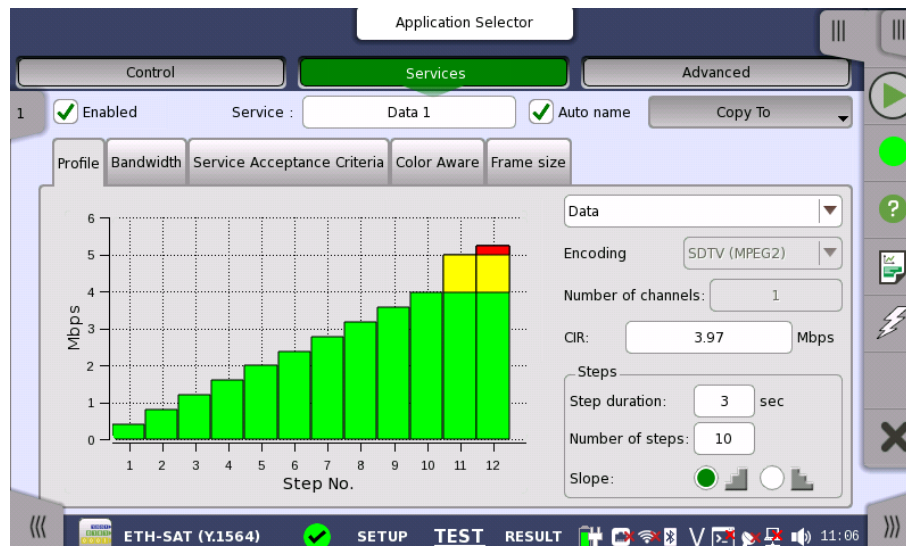 Application Selector
Control Services Advanced
1 Enabled Service : Data 1 Auto name Copy To
Profile Bandwidth Service Acceptance Criteria Color Aware Frame size
Data
Encoding SDTV (MPEG2)
Number of channels: 1
CIR: 3.97 Mbps
Steps
Step duration: 3 sec
Number of steps: 10
Slope:
Mbps
6
5
4
3
2
1
0
1 2 3 4 5 6 7 8 9 10 11 12
Step No.
ETH-SAT (Y.1564) SETUP TEST RESULT 11:06